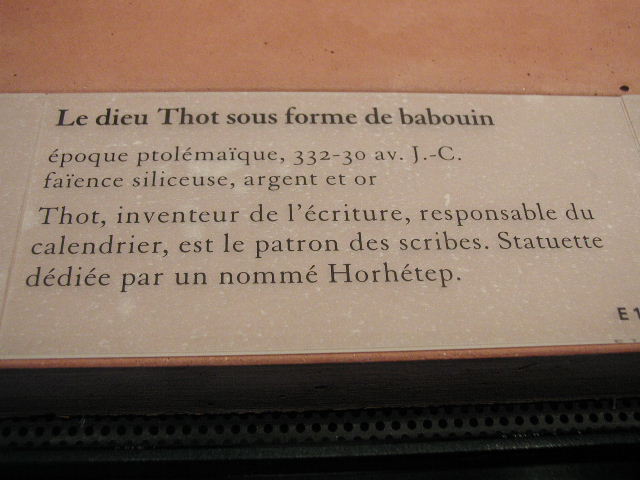 Le dieu Thot sous forme de babouin
époque ptolémaïque, 332-30 av. J.-C.
faïence siliceuse, argent et or
Thot, inventeur de l'écriture, responsable du
calendrier, est le patron des scribes. Statuette
dédiée par un nommé Horhétep.